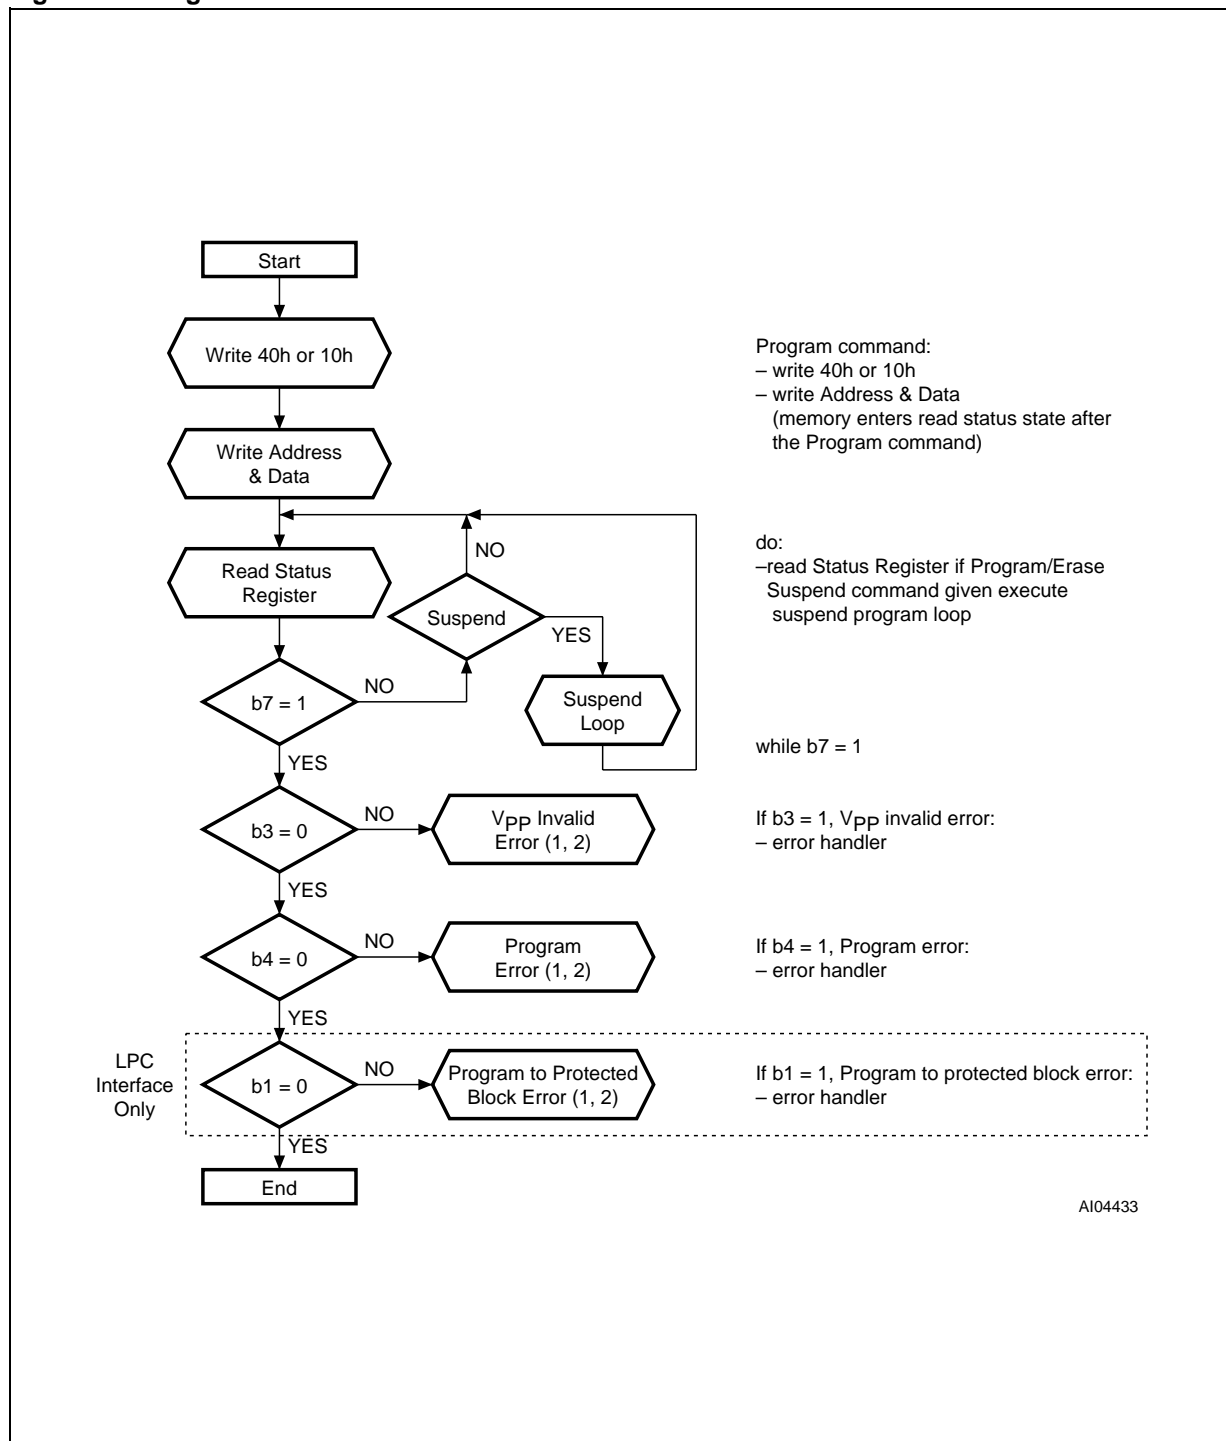 Start
Write 40h or 10h
Program command:
– write 40h or 10h
– write Address & Data
(memory enters read status state after
the Program command)
Write Address
& Data
NO
do:
–read Status Register if Program/Erase
Suspend command given execute
suspend program loop
Read Status
Register
Suspend
YES
b7 = 1
NO
Suspend
Loop
YES
while b7 = 1
b3 = 0
NO
VPP Invalid
Error (1, 2)
If b3 = 1, VPP invalid error:
– error handler
YES
b4 = 0
NO
Program
Error (1, 2)
If b4 = 1, Program error:
– error handler
YES
LPC
Interface
Only
b1 = 0
NO
Program to Protected
Block Error (1, 2)
If b1 = 1, Program to protected block error:
– error handler
YES
End
AI04433